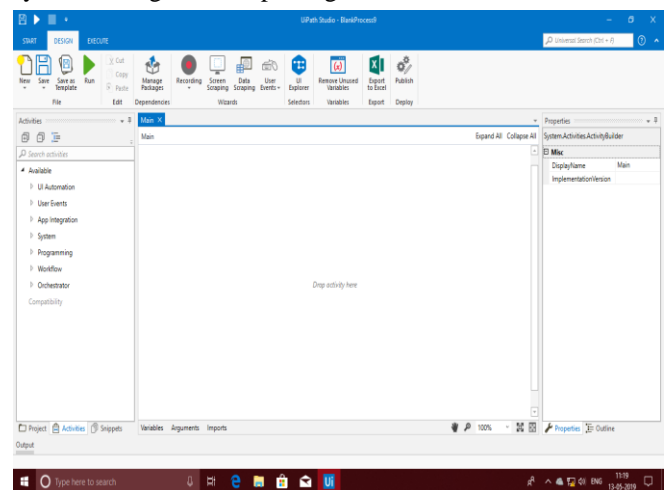 UiPath Studio - BlankProcess9
START DESIGN EXECUTE
Universal Search (Ctrl + F)
New Save Save as Template Run
Cut
Copy
Paste
Manage Packages Recording Screen Scraping Data Scraping User Events UI Explorer Remove Unused Variables Export to Excel Publish
File Edit Dependencies Wizards Selectors Variables Export Deploy
Activities
Search activities
Available
UI Automation
User Events
App Integration
System
Programming
Workflow
Orchestrator
Compatibility
Project Activities Snippets
Main
Main Expand All Collapse All
Drop activity here
Variables Arguments Imports 100%
Properties
System.Activities.ActivityBuilder
Misc
DisplayName Main
ImplementationVersion
Properties Outline
Output
Type here to search
Ui
ENG
11:19
13-05-2019